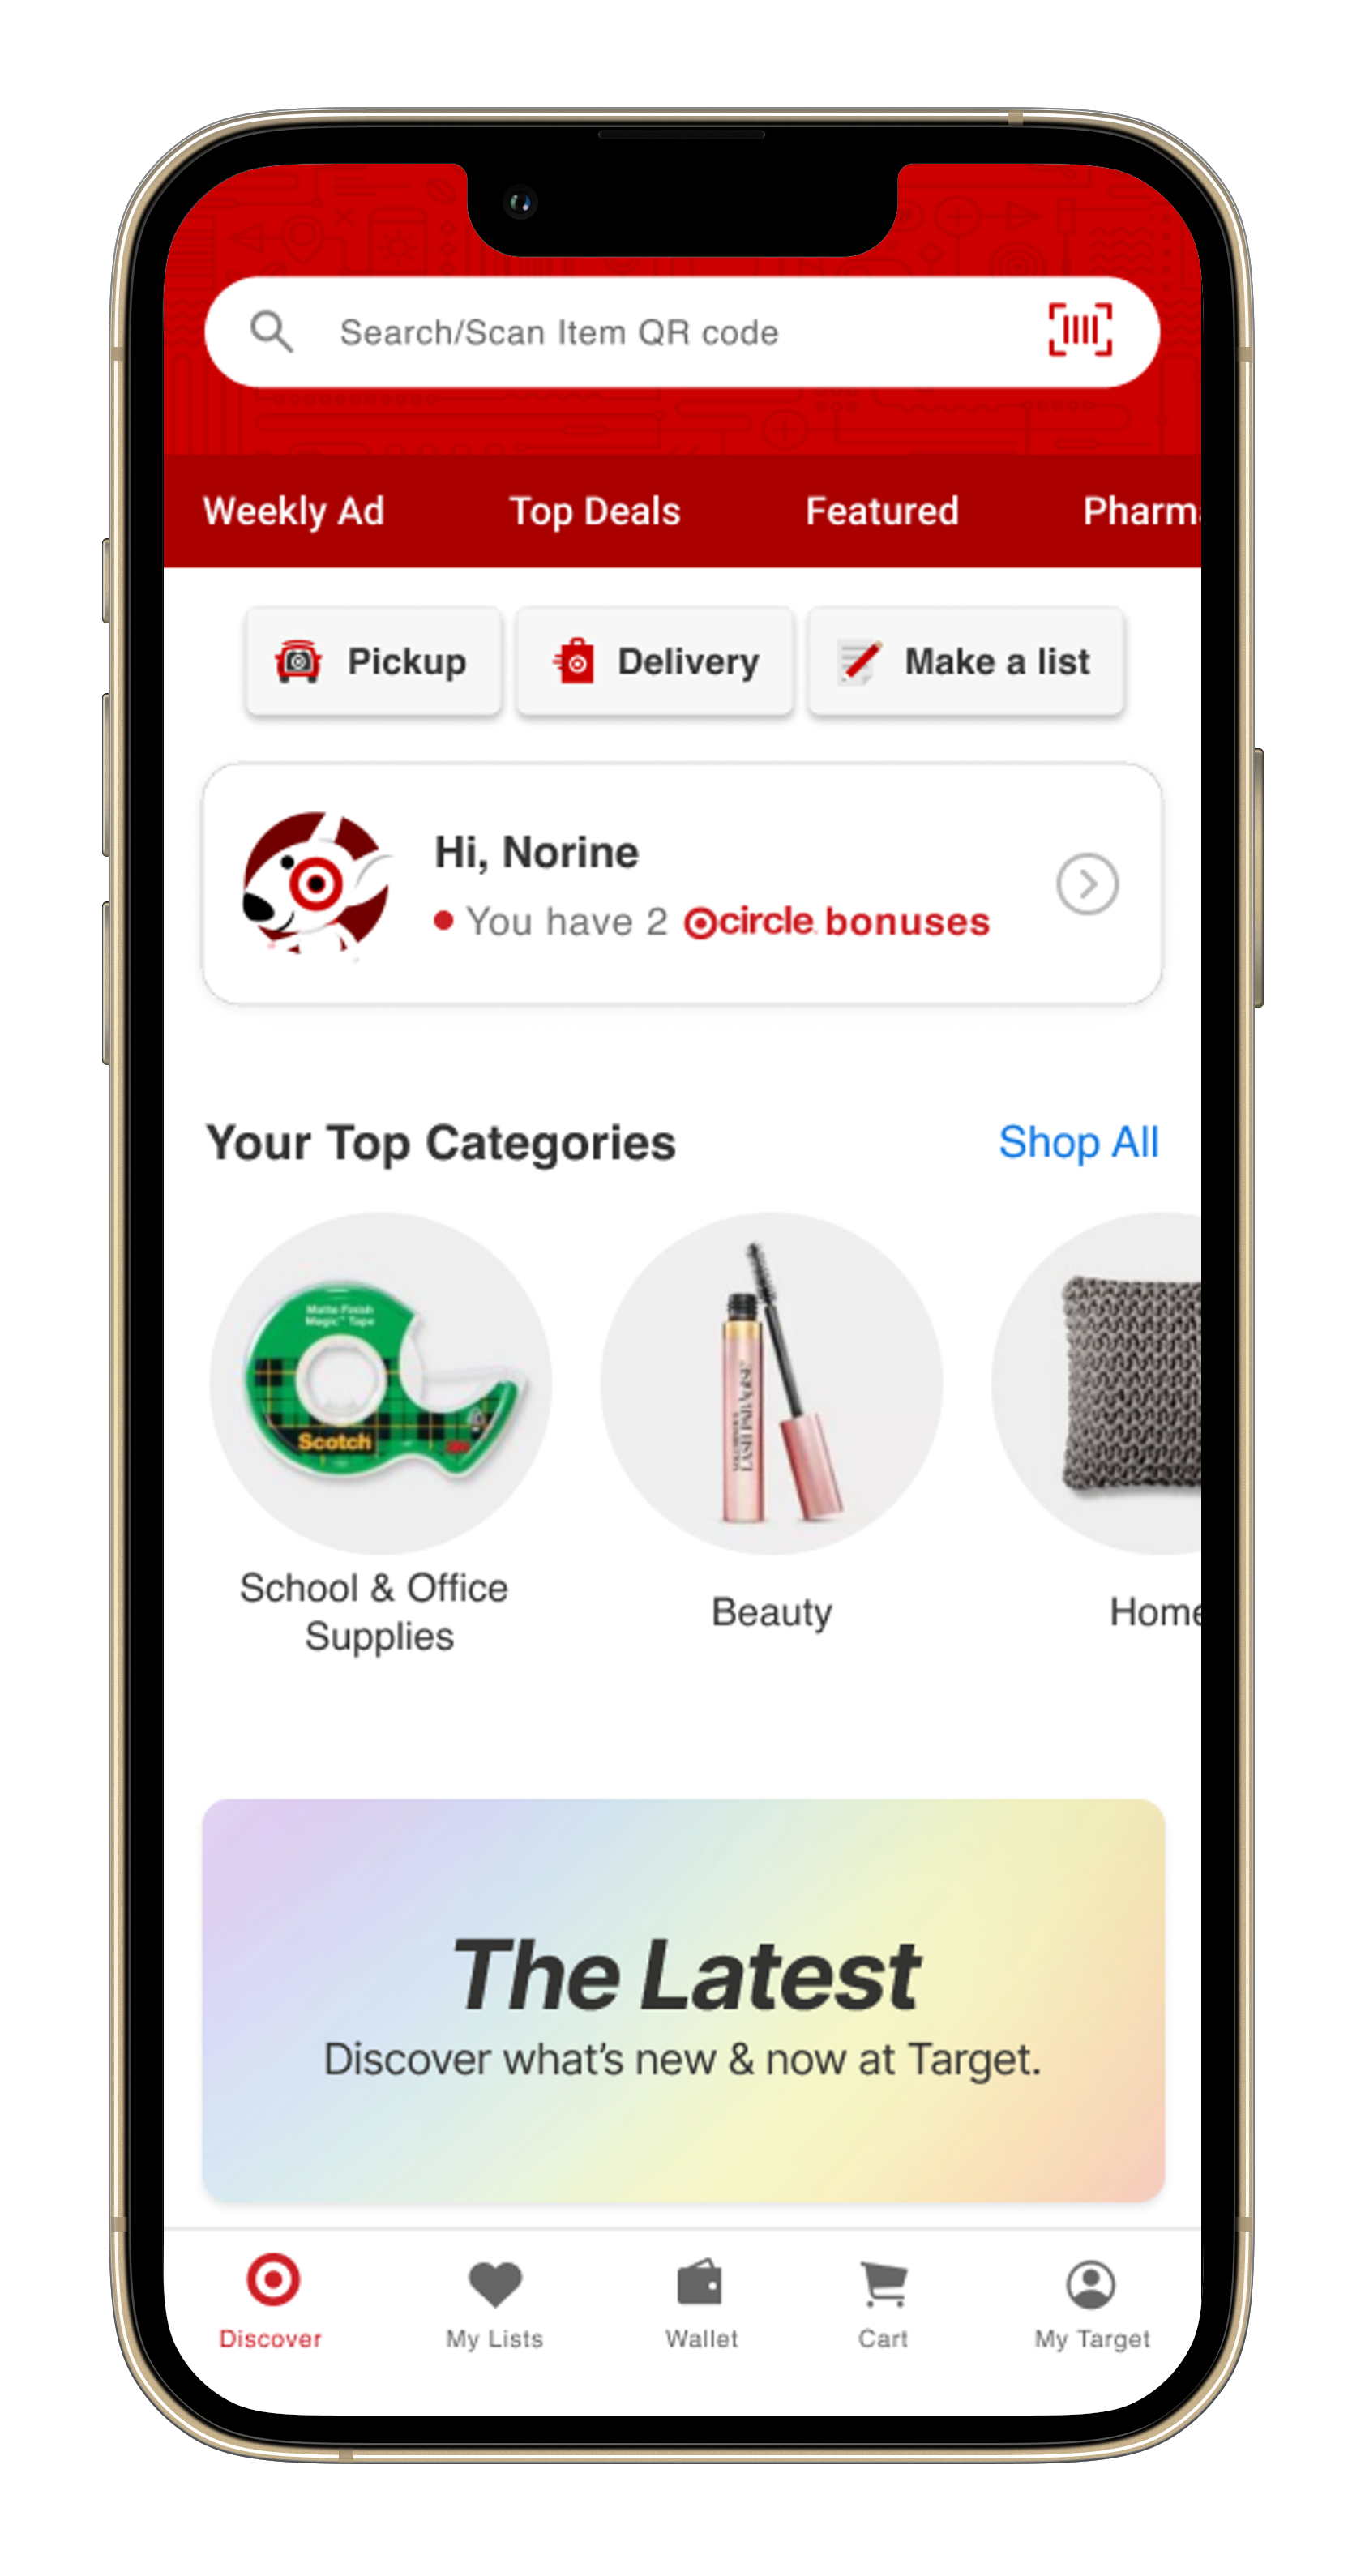 Search/Scan Item QR code
Weekly Ad
Top Deals
Featured
Pharma
Pickup
Delivery
Make a list
Hi, Norine
You have 2 circle bonuses
Your Top Categories
Shop All
Matte Finish
Magic™ Tape
Scotch
VOLUMINOUS
LASH PARADISE
School & Office
Supplies
Beauty
Home
The Latest
Discover what's new & now at Target.
Discover
My Lists
Wallet
Cart
My Target